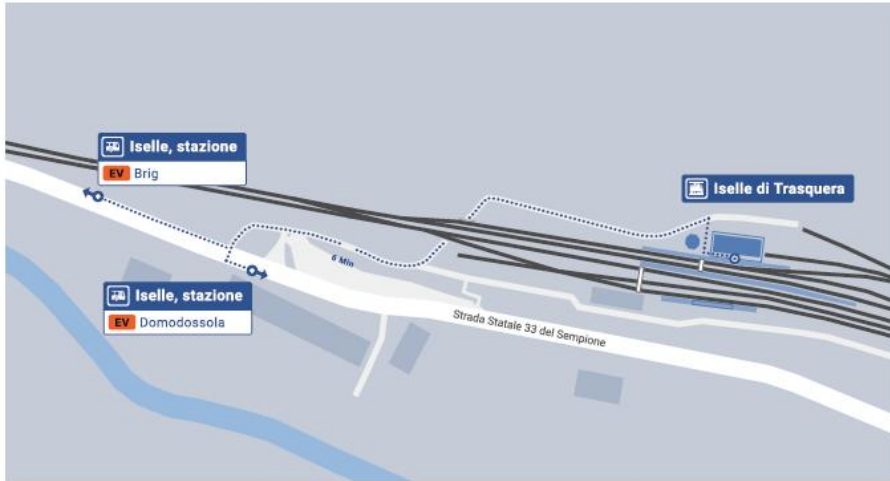 Iselle, stazione
EV Brig
Iselle di Trasquera
6 Min
Iselle, stazione
EV Domodossola
Strada Statale 33 del Sempione